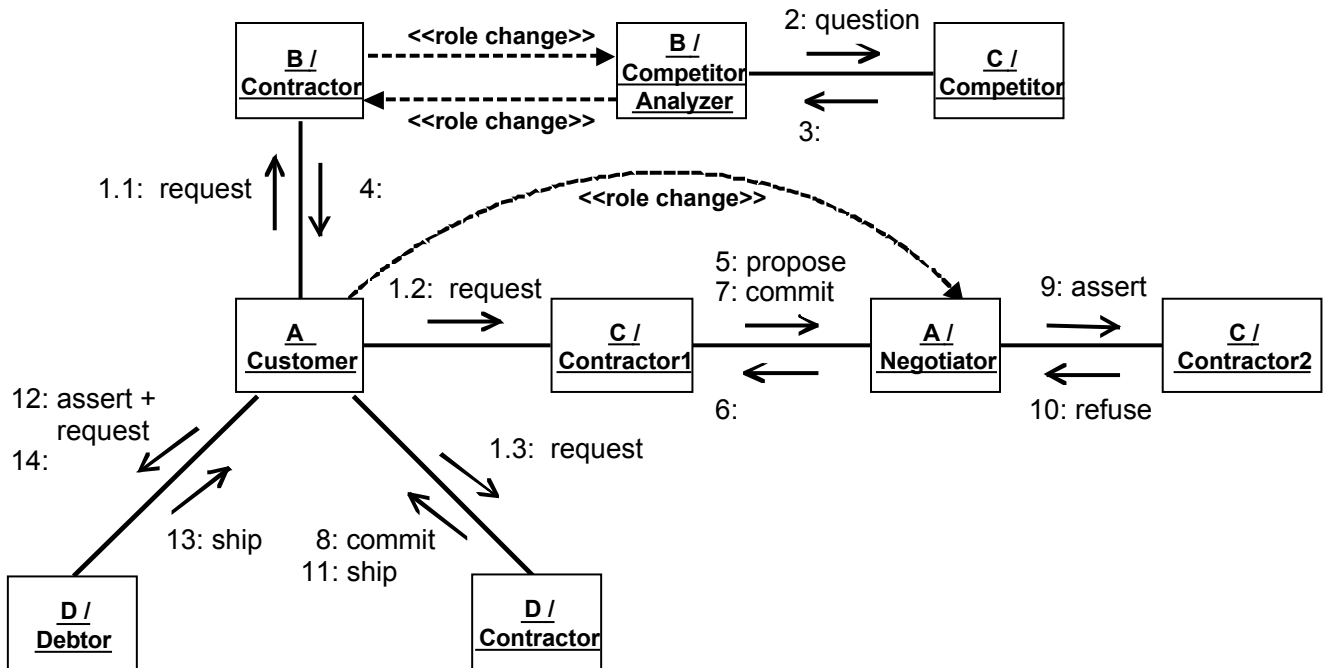 2: question
<<role change>>
B /
Contractor
B /
Competitor
Analyzer
C /
Competitor
<<role change>>
3:
1.1: request
4:
<<role change>>
5: propose
7: commit
1.2: request
9: assert
A
Customer
C /
Contractor1
A /
Negotiator
C /
Contractor2
6:
10: refuse
12: assert +
request
14:
1.3: request
13: ship
8: commit
11: ship
D /
Debtor
D /
Contractor